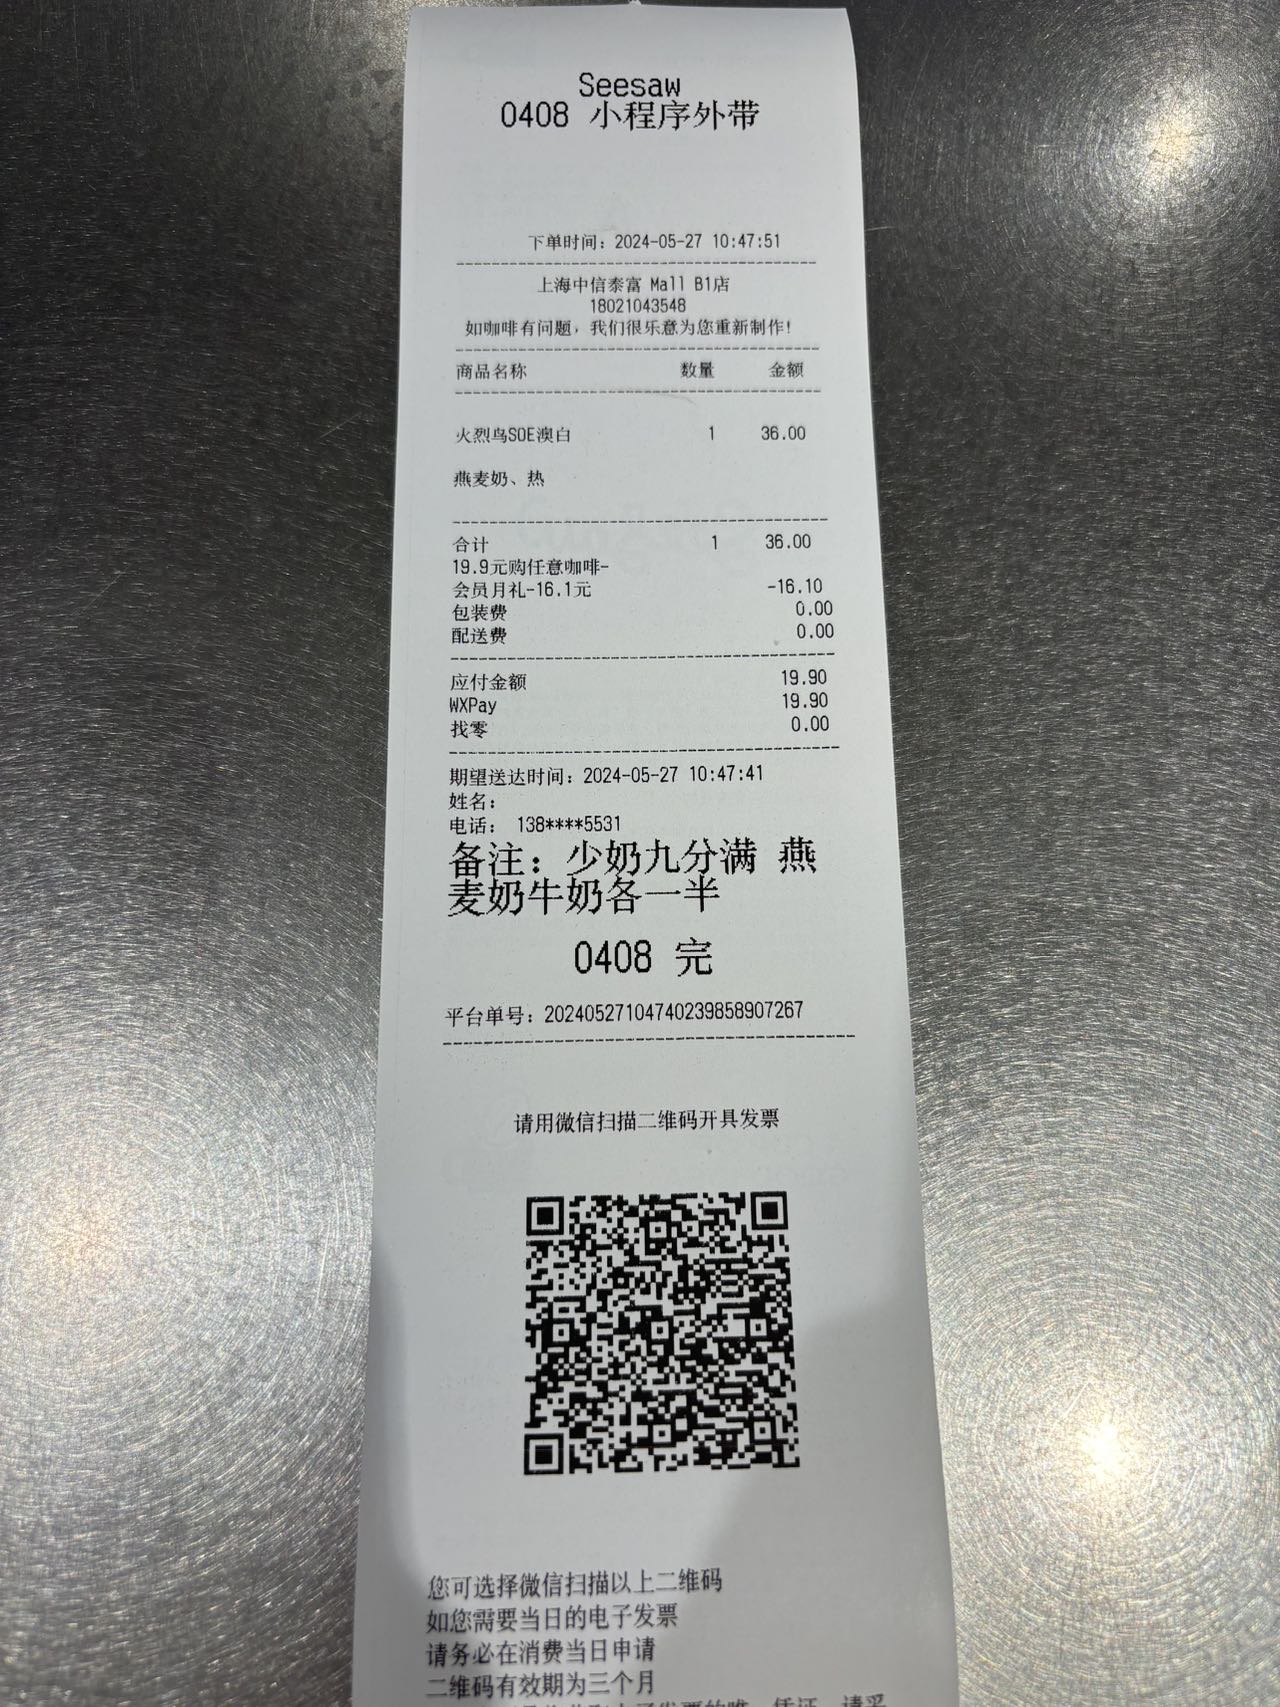 Seesaw
0408 小程序外带
下单时间：2024-05-27 10:47:51
上海中信泰富 Mall B1店
18021043548
如咖啡有问题，我们很乐意为您重新制作！
商品名称 数量 金额
火烈鸟SOE澳白 1 36.00
燕麦奶、热
合计 1 36.00
19.9元购任意咖啡-
会员月礼-16.1元 -16.10
包装费 0.00
配送费 0.00
应付金额 19.90
WXPay 19.90
找零 0.00
期望送达时间：2024-05-27 10:47:41
姓名：
电话： 138****5531
备注：少奶九分满 燕
麦奶牛奶各一半
0408 完
平台单号：20240527104740239858907267
请用微信扫描二维码开具发票
您可选择微信扫描以上二维码
如您需要当日的电子发票
请务必在消费当日申请
二维码有效期为三个月